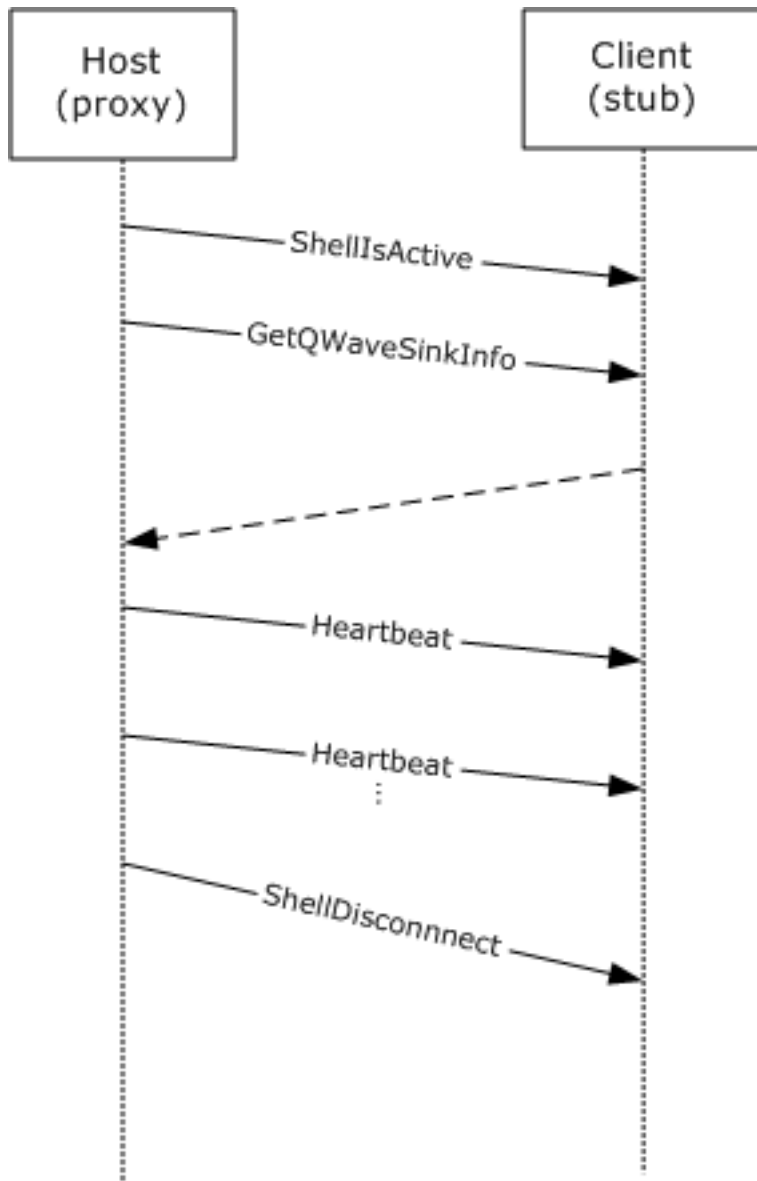 Host
(proxy)
Client
(stub)
ShellIsActive
GetQWaveSinkInfo
Heartbeat
Heartbeat
⋮
ShellDisconnnect